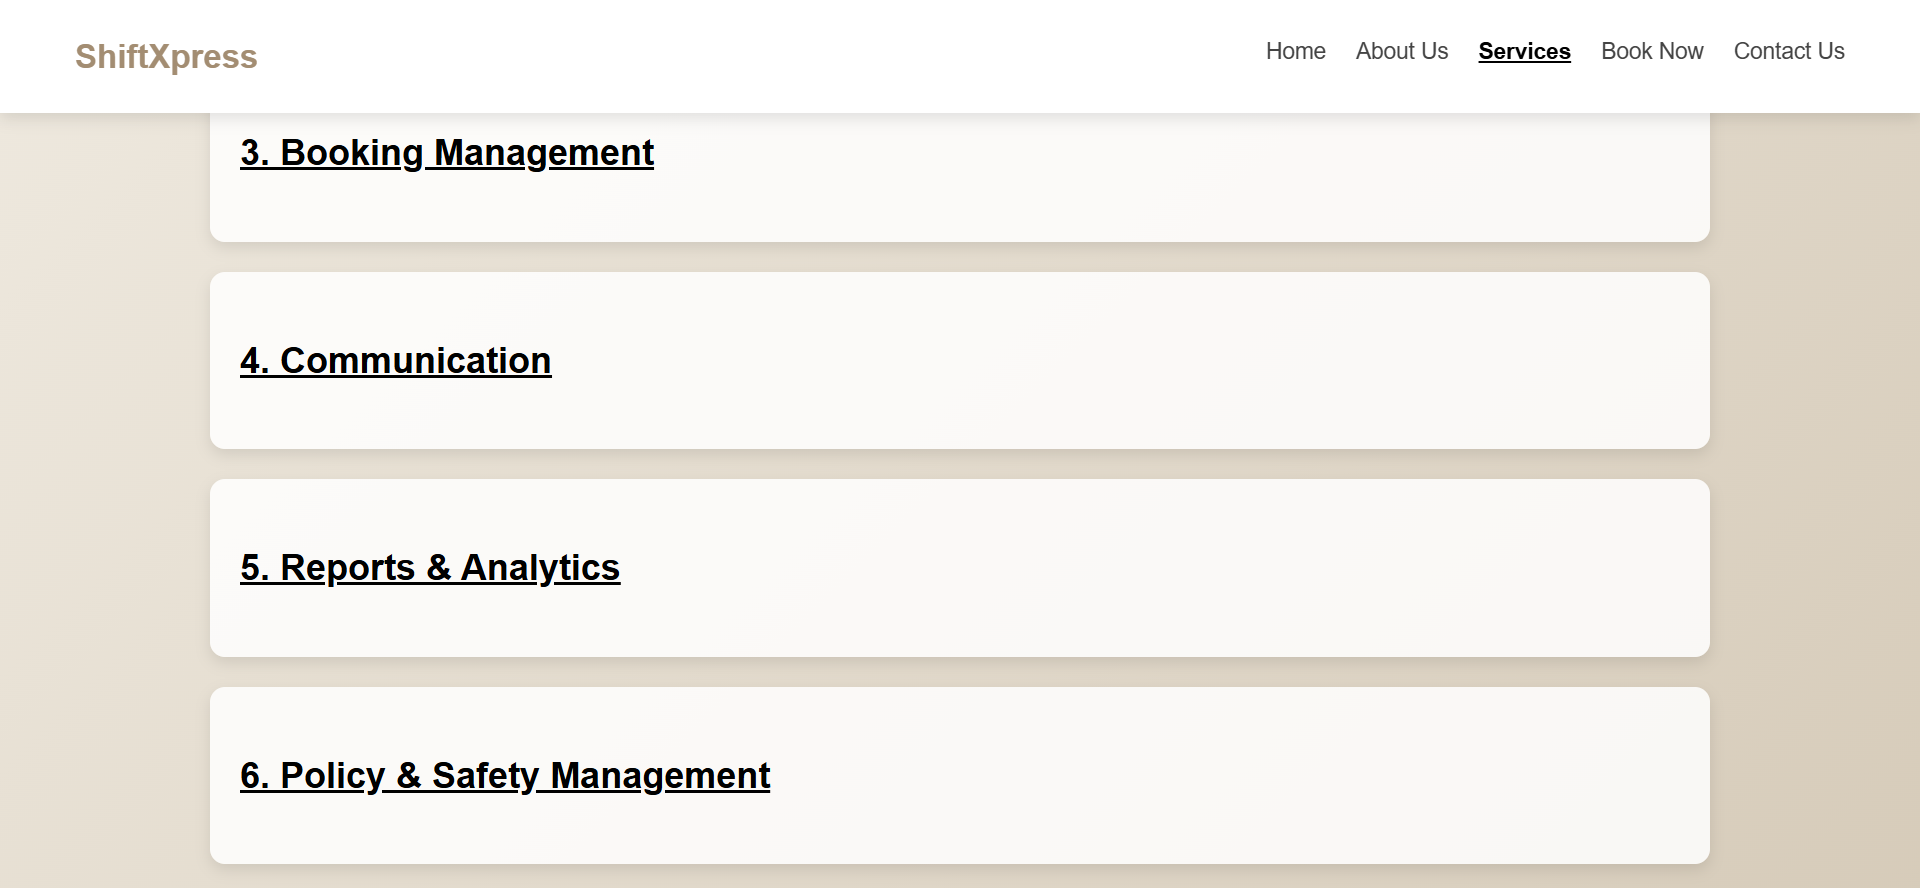 ShiftXpress
Home About Us Services Book Now Contact Us
3. Booking Management
4. Communication
5. Reports & Analytics
6. Policy & Safety Management